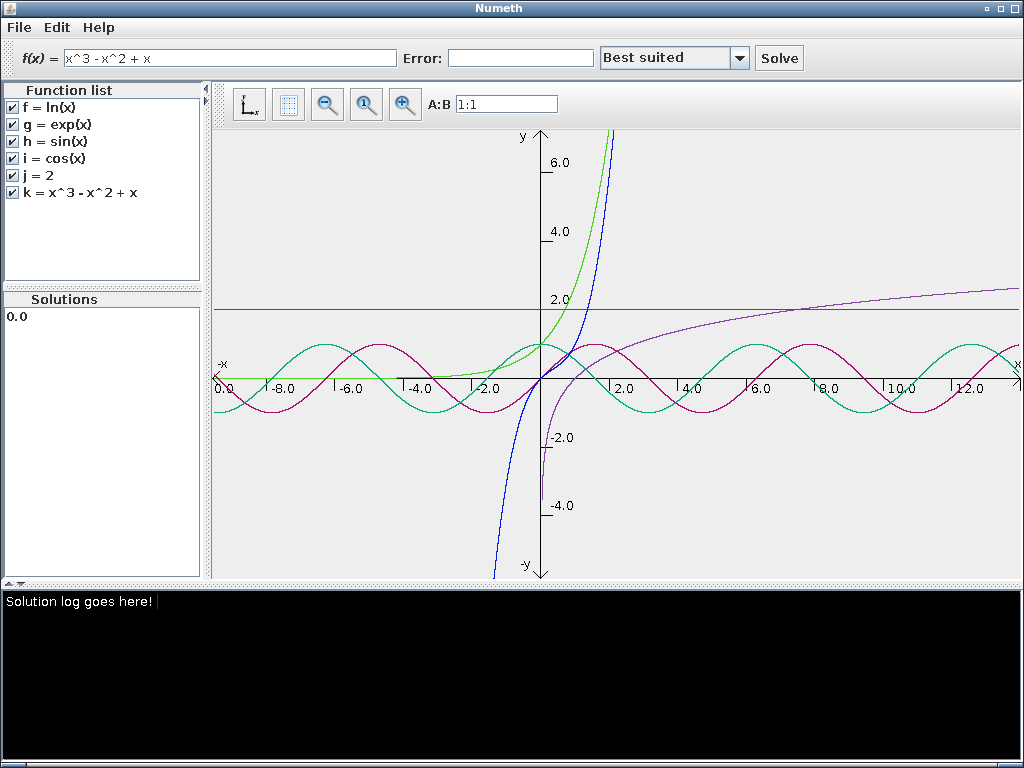 Numeth
File Edit Help
f(x) = x^3 - x^2 + x Error: Best suited Solve
Function list
f = ln(x)
g = exp(x)
h = sin(x)
i = cos(x)
j = 2
k = x^3 - x^2 + x
Solutions
0.0
y x 1 A:B 1:1
y
6.0
4.0
2.0
-x x
0.0 -8.0 -6.0 -4.0 -2.0 2.0 4.0 6.0 8.0 10.0 12.0
-2.0
-4.0
-y
Solution log goes here!